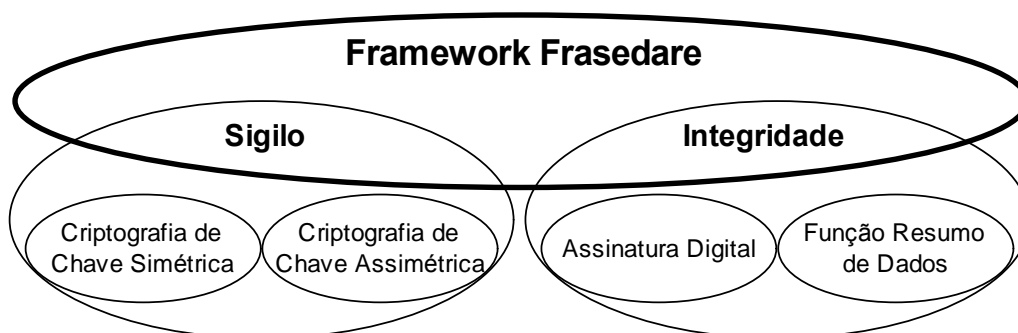 Framework Frasedare
Sigilo
Integridade
Criptografia de
Chave Simétrica
Criptografia de
Chave Assimétrica
Assinatura Digital
Função Resumo
de Dados